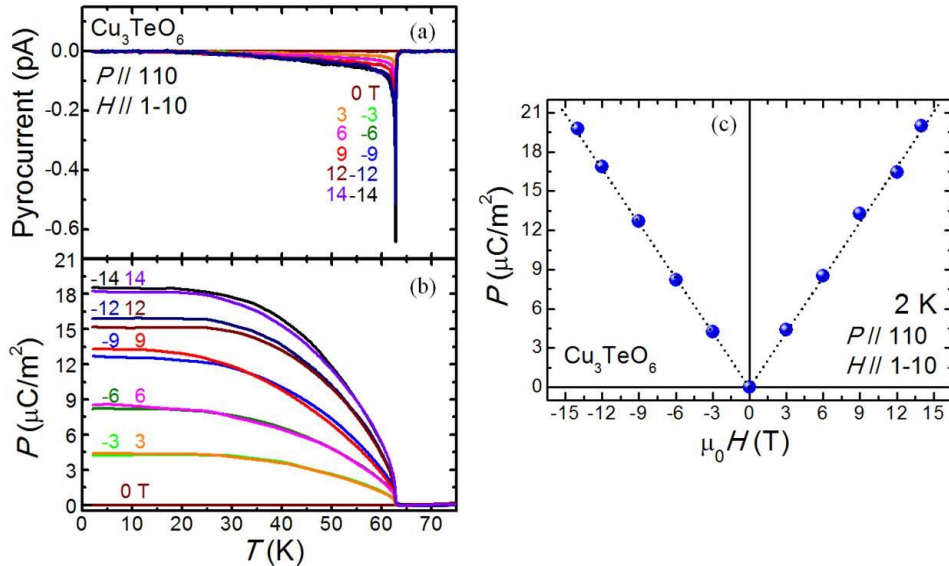 Cu₃TeO₆ (a)
P // 110
H // 1-10
0 T
3 -3
6 -6
9 -9
12 -12
14 -14
0.0
-0.2
-0.4
-0.6
Pyrocurrent (pA)
(b)
-14 14
-12 12
-9 9
-6 6
-3 3
0 T
21
18
15
12
9
6
3
0
P (μC/m²)
0 10 20 30 40 50 60 70
T (K)
(c)
21
18
15
12
9
6
3
0
P (μC/m²)
2 K
P // 110
Cu₃TeO₆ H // 1-10
-15 -12 -9 -6 -3 0 3 6 9 12 15
μ₀H (T)